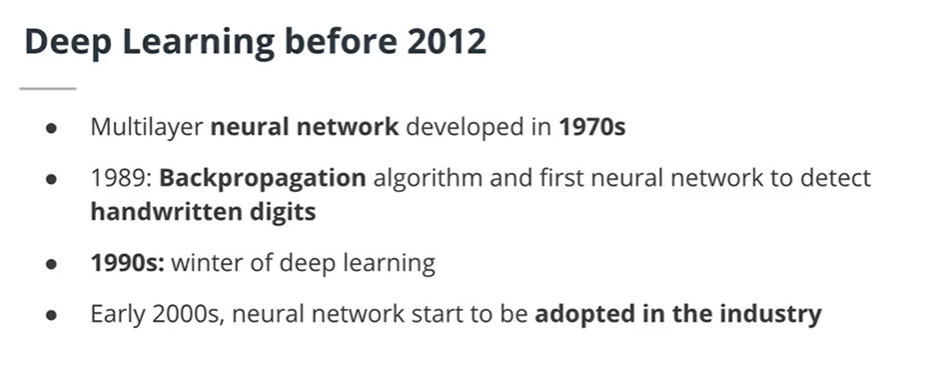 Deep Learning before 2012
● Multilayer neural network developed in 1970s
● 1989: Backpropagation algorithm and first neural network to detect
handwritten digits
● 1990s: winter of deep learning
● Early 2000s, neural network start to be adopted in the industry